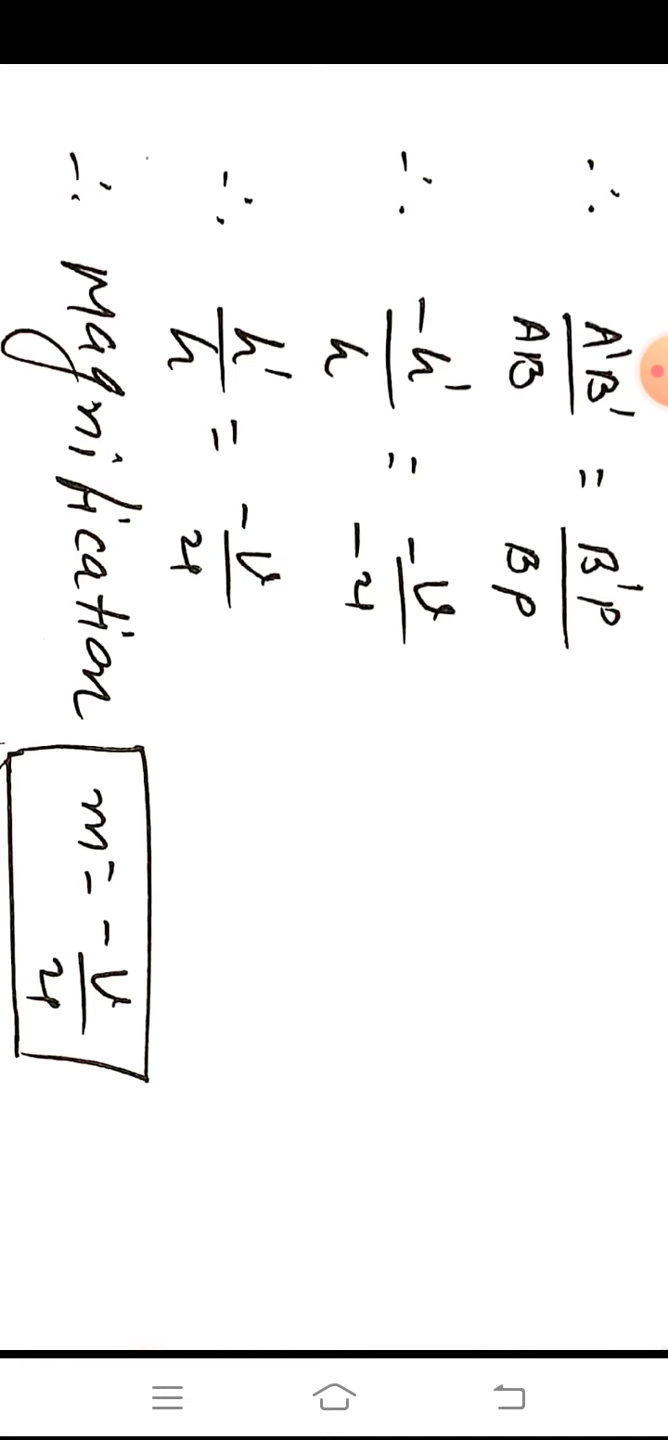 ∴ A'B'/AB = B'P/BP
∴ -h'/h = -v/-u
∴ h'/h = -v/u
∴ Magnification m = -v/u